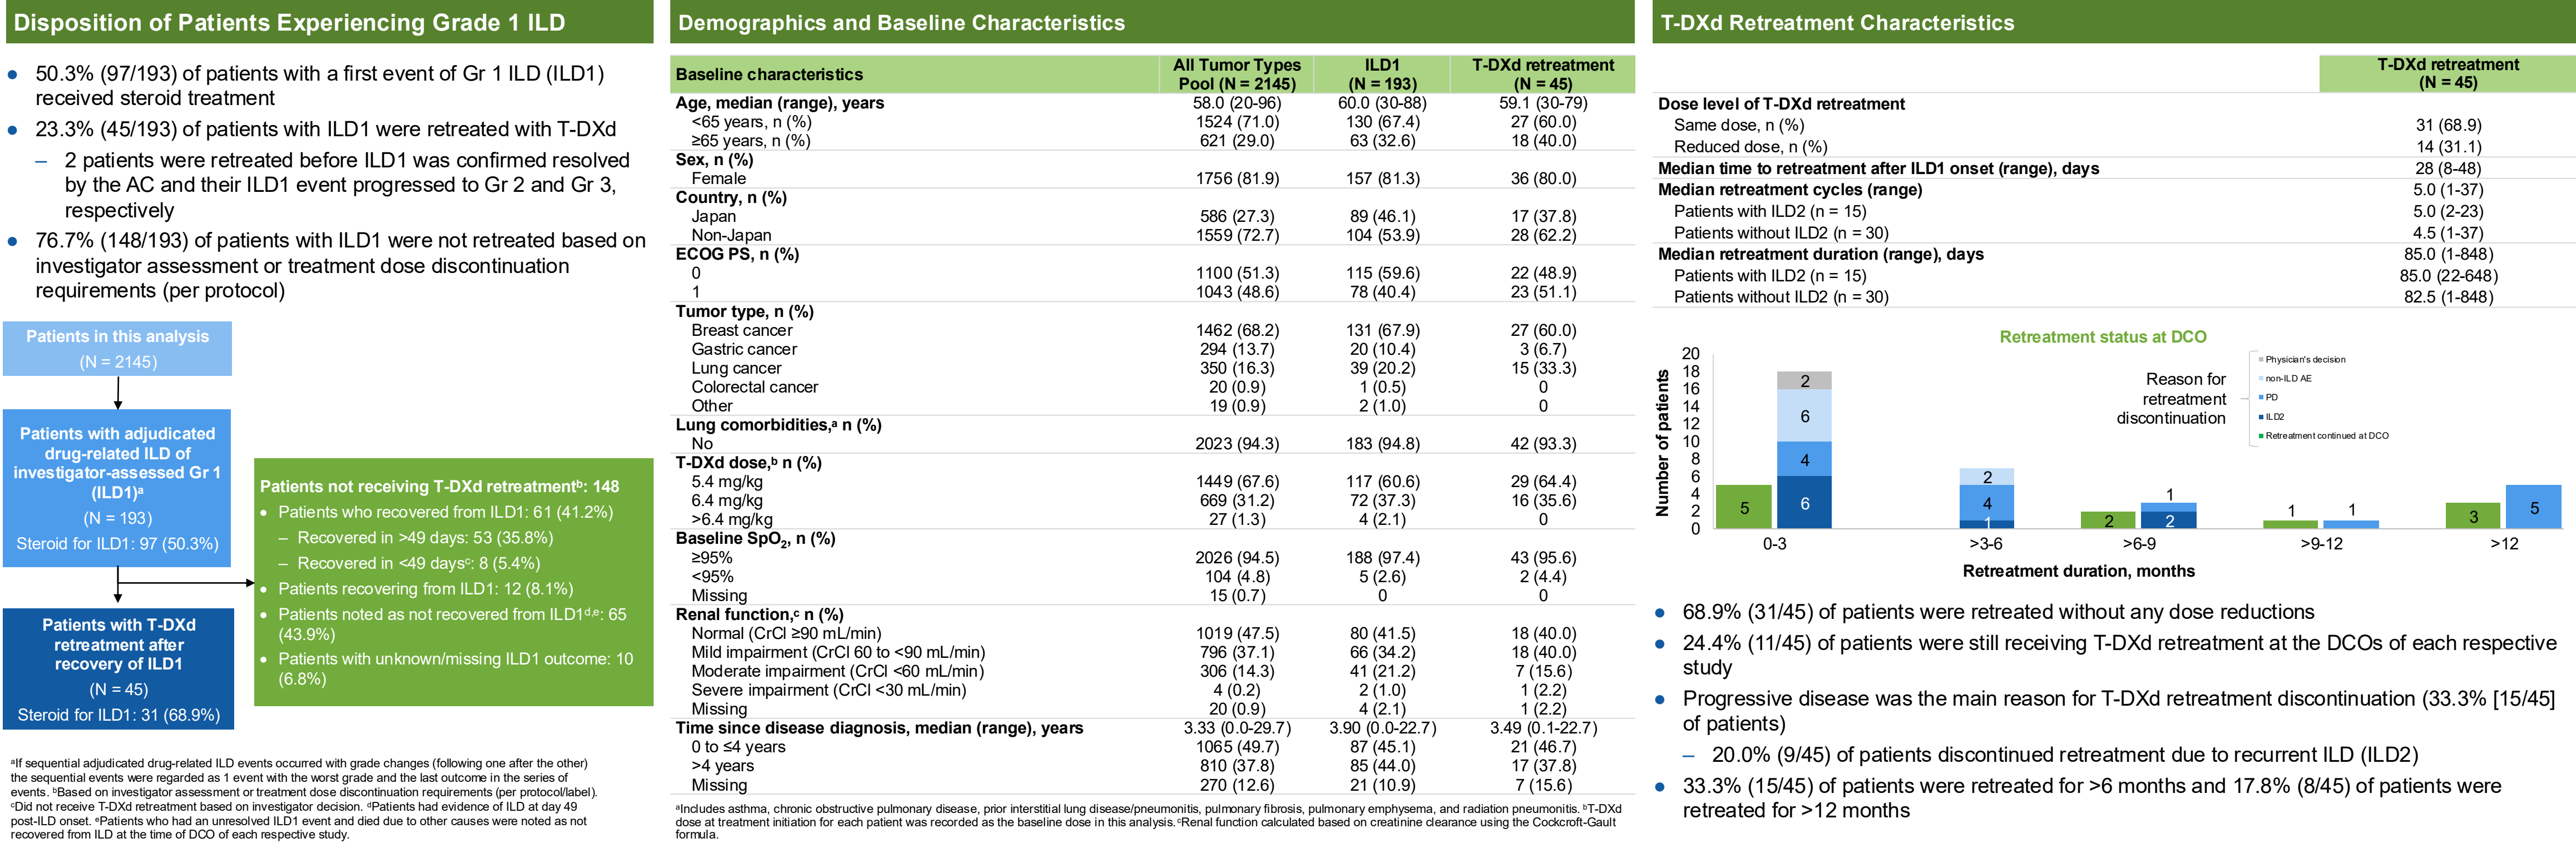 Disposition of Patients Experiencing Grade 1 ILD
● 50.3% (97/193) of patients with a first event of Gr 1 ILD (ILD1)
received steroid treatment
● 23.3% (45/193) of patients with ILD1 were retreated with T-DXd
– 2 patients were retreated before ILD1 was confirmed resolved
by the AC and their ILD1 event progressed to Gr 2 and Gr 3,
respectively
● 76.7% (148/193) of patients with ILD1 were not retreated based on
investigator assessment or treatment dose discontinuation
requirements (per protocol)
Patients in this analysis
(N = 2145)
Patients with adjudicated
drug-related ILD of
investigator-assessed Gr 1
(ILD1)ᵃ
(N = 193)
Steroid for ILD1: 97 (50.3%)
Patients with T-DXd
retreatment after
recovery of ILD1
(N = 45)
Steroid for ILD1: 31 (68.9%)
Patients not receiving T-DXd retreatmentᵇ: 148
● Patients who recovered from ILD1: 61 (41.2%)
– Recovered in >49 days: 53 (35.8%)
– Recovered in <49 daysᶜ: 8 (5.4%)
● Patients recovering from ILD1: 12 (8.1%)
● Patients noted as not recovered from ILD1ᵈ,ᵉ: 65
(43.9%)
● Patients with unknown/missing ILD1 outcome: 10
(6.8%)
ᵃIf sequential adjudicated drug-related ILD events occurred with grade changes (following one after the other)
the sequential events were regarded as 1 event with the worst grade and the last outcome in the series of
events. ᵇBased on investigator assessment or treatment dose discontinuation requirements (per protocol/label).
ᶜDid not receive T-DXd retreatment based on investigator decision. ᵈPatients had evidence of ILD at day 49
post-ILD onset. ᵉPatients who had an unresolved ILD1 event and died due to other causes were noted as not
recovered from ILD at the time of DCO of each respective study.
Demographics and Baseline Characteristics
Baseline characteristics All Tumor Types Pool (N = 2145) ILD1 (N = 193) T-DXd retreatment (N = 45)
Age, median (range), years 58.0 (20-96) 60.0 (30-88) 59.1 (30-79)
<65 years, n (%) 1524 (71.0) 130 (67.4) 27 (60.0)
≥65 years, n (%) 621 (29.0) 63 (32.6) 18 (40.0)
Sex, n (%)
Female 1756 (81.9) 157 (81.3) 36 (80.0)
Country, n (%)
Japan 586 (27.3) 89 (46.1) 17 (37.8)
Non-Japan 1559 (72.7) 104 (53.9) 28 (62.2)
ECOG PS, n (%)
0 1100 (51.3) 115 (59.6) 22 (48.9)
1 1043 (48.6) 78 (40.4) 23 (51.1)
Tumor type, n (%)
Breast cancer 1462 (68.2) 131 (67.9) 27 (60.0)
Gastric cancer 294 (13.7) 20 (10.4) 3 (6.7)
Lung cancer 350 (16.3) 39 (20.2) 15 (33.3)
Colorectal cancer 20 (0.9) 1 (0.5) 0
Other 19 (0.9) 2 (1.0) 0
Lung comorbidities,ᵃ n (%)
No 2023 (94.3) 183 (94.8) 42 (93.3)
T-DXd dose,ᵇ n (%)
5.4 mg/kg 1449 (67.6) 117 (60.6) 29 (64.4)
6.4 mg/kg 669 (31.2) 72 (37.3) 16 (35.6)
>6.4 mg/kg 27 (1.3) 4 (2.1) 0
Baseline SpO₂, n (%)
≥95% 2026 (94.5) 188 (97.4) 43 (95.6)
<95% 104 (4.8) 5 (2.6) 2 (4.4)
Missing 15 (0.7) 0 0
Renal function,ᶜ n (%)
Normal (CrCl ≥90 mL/min) 1019 (47.5) 80 (41.5) 18 (40.0)
Mild impairment (CrCl 60 to <90 mL/min) 796 (37.1) 66 (34.2) 18 (40.0)
Moderate impairment (CrCl <60 mL/min) 306 (14.3) 41 (21.2) 7 (15.6)
Severe impairment (CrCl <30 mL/min) 4 (0.2) 2 (1.0) 1 (2.2)
Missing 20 (0.9) 4 (2.1) 1 (2.2)
Time since disease diagnosis, median (range), years 3.33 (0.0-29.7) 3.90 (0.0-22.7) 3.49 (0.1-22.7)
0 to ≤4 years 1065 (49.7) 87 (45.1) 21 (46.7)
>4 years 810 (37.8) 85 (44.0) 17 (37.8)
Missing 270 (12.6) 21 (10.9) 7 (15.6)
ᵃIncludes asthma, chronic obstructive pulmonary disease, prior interstitial lung disease/pneumonitis, pulmonary fibrosis, pulmonary emphysema, and radiation pneumonitis. ᵇT-DXd
dose at treatment initiation for each patient was recorded as the baseline dose in this analysis. ᶜRenal function calculated based on creatinine clearance using the Cockcroft-Gault
formula.
T-DXd Retreatment Characteristics
T-DXd retreatment
(N = 45)
Dose level of T-DXd retreatment
Same dose, n (%) 31 (68.9)
Reduced dose, n (%) 14 (31.1)
Median time to retreatment after ILD1 onset (range), days 28 (8-48)
Median retreatment cycles (range) 5.0 (1-37)
Patients with ILD2 (n = 15) 5.0 (2-23)
Patients without ILD2 (n = 30) 4.5 (1-37)
Median retreatment duration (range), days 85.0 (1-848)
Patients with ILD2 (n = 15) 85.0 (22-648)
Patients without ILD2 (n = 30) 82.5 (1-848)
Retreatment status at DCO
Number of patients
20
18
16
14
12
10
8
6
4
2
0
5
2
6
4
6
2
4
1
2
1
2
1
1
3
5
Reason for
retreatment
discontinuation
Physician's decision
non-ILD AE
PD
ILD2
Retreatment continued at DCO
0-3 >3-6 >6-9 >9-12 >12
Retreatment duration, months
● 68.9% (31/45) of patients were retreated without any dose reductions
● 24.4% (11/45) of patients were still receiving T-DXd retreatment at the DCOs of each respective
study
● Progressive disease was the main reason for T-DXd retreatment discontinuation (33.3% [15/45]
of patients)
– 20.0% (9/45) of patients discontinued retreatment due to recurrent ILD (ILD2)
● 33.3% (15/45) of patients were retreated for >6 months and 17.8% (8/45) of patients were
retreated for >12 months